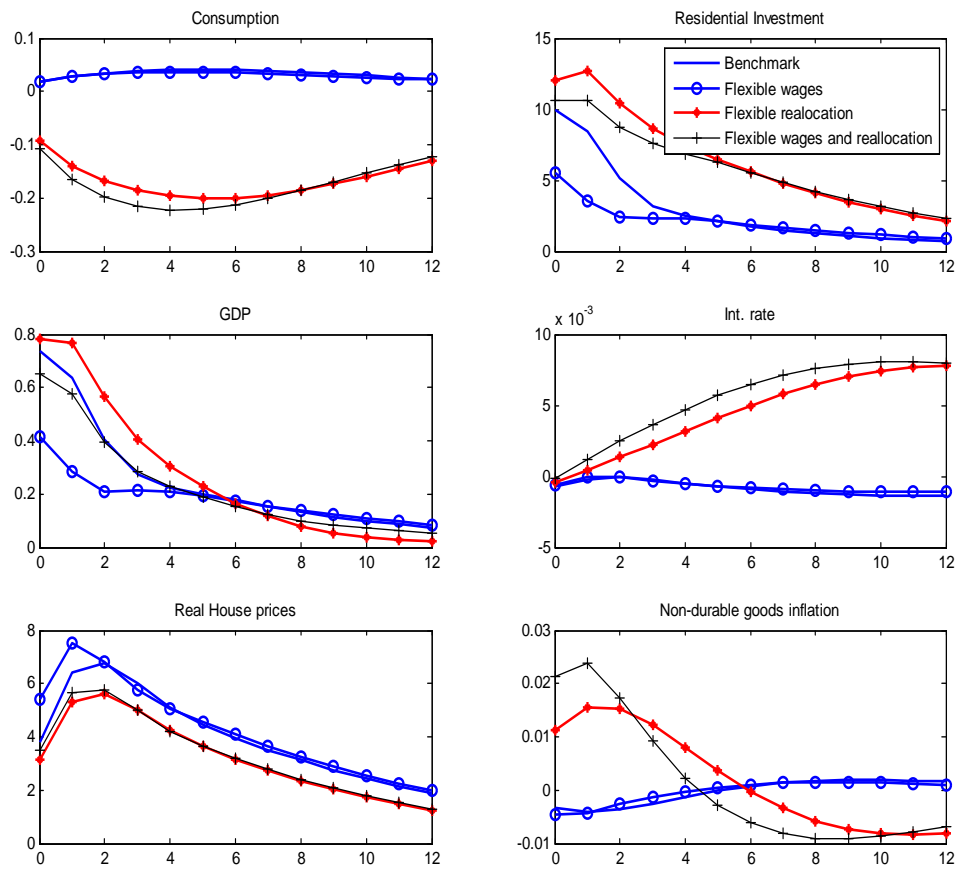 Consumption
0.1
0
-0.1
-0.2
-0.3
0 2 4 6 8 10 12
Residential Investment
15
10
5
0
0 2 4 6 8 10 12
Benchmark
Flexible wages
Flexible realocation
Flexible wages and reallocation
GDP
0.8
0.6
0.4
0.2
0
0 2 4 6 8 10 12
Int. rate
x 10^-3
10
5
0
-5
0 2 4 6 8 10 12
Real House prices
8
6
4
2
0
0 2 4 6 8 10 12
Non-durable goods inflation
0.03
0.02
0.01
0
-0.01
0 2 4 6 8 10 12